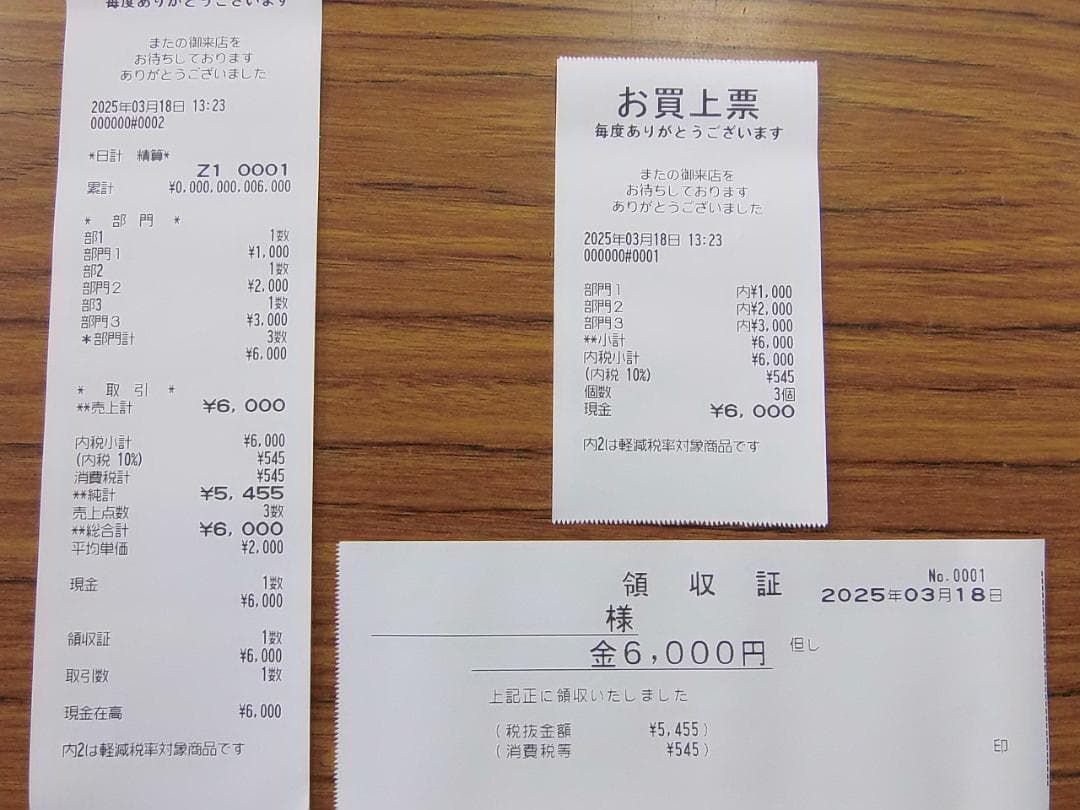 毎度ありがとうございます
またの御来店を
お待ちしております
ありがとうございました
2025年03月18日 13:23
000000#0002
*日計 精算*
Z1 0001
累計 ¥0,000,000,006,000
* 部 門 *
部1 1数
部門1 ¥1,000
部2 1数
部門2 ¥2,000
部3 1数
部門3 ¥3,000
*部門計 3数
¥6,000
* 取 引 *
**売上計 ¥6,000
内税小計 ¥6,000
(内税 10%) ¥545
消費税計 ¥545
**純計 ¥5,455
売上点数 3数
**総合計 ¥6,000
平均単価 ¥2,000
現金 1数
¥6,000
領収証 1数
¥6,000
取引数 1数
現金在高 ¥6,000
内2は軽減税率対象商品です
お買上票
毎度ありがとうございます
またの御来店を
お待ちしております
ありがとうございました
2025年03月18日 13:23
000000#0001
部門1 内¥1,000
部門2 内¥2,000
部門3 内¥3,000
**小計 ¥6,000
内税小計 ¥6,000
(内税 10%) ¥545
個数 3個
現金 ¥6,000
内2は軽減税率対象商品です
領 収 証 No.0001
2025年03月18日
様
金6,000円 但し
上記正に領収いたしました
(税抜金額 ¥5,455)
(消費税等 ¥545) 印